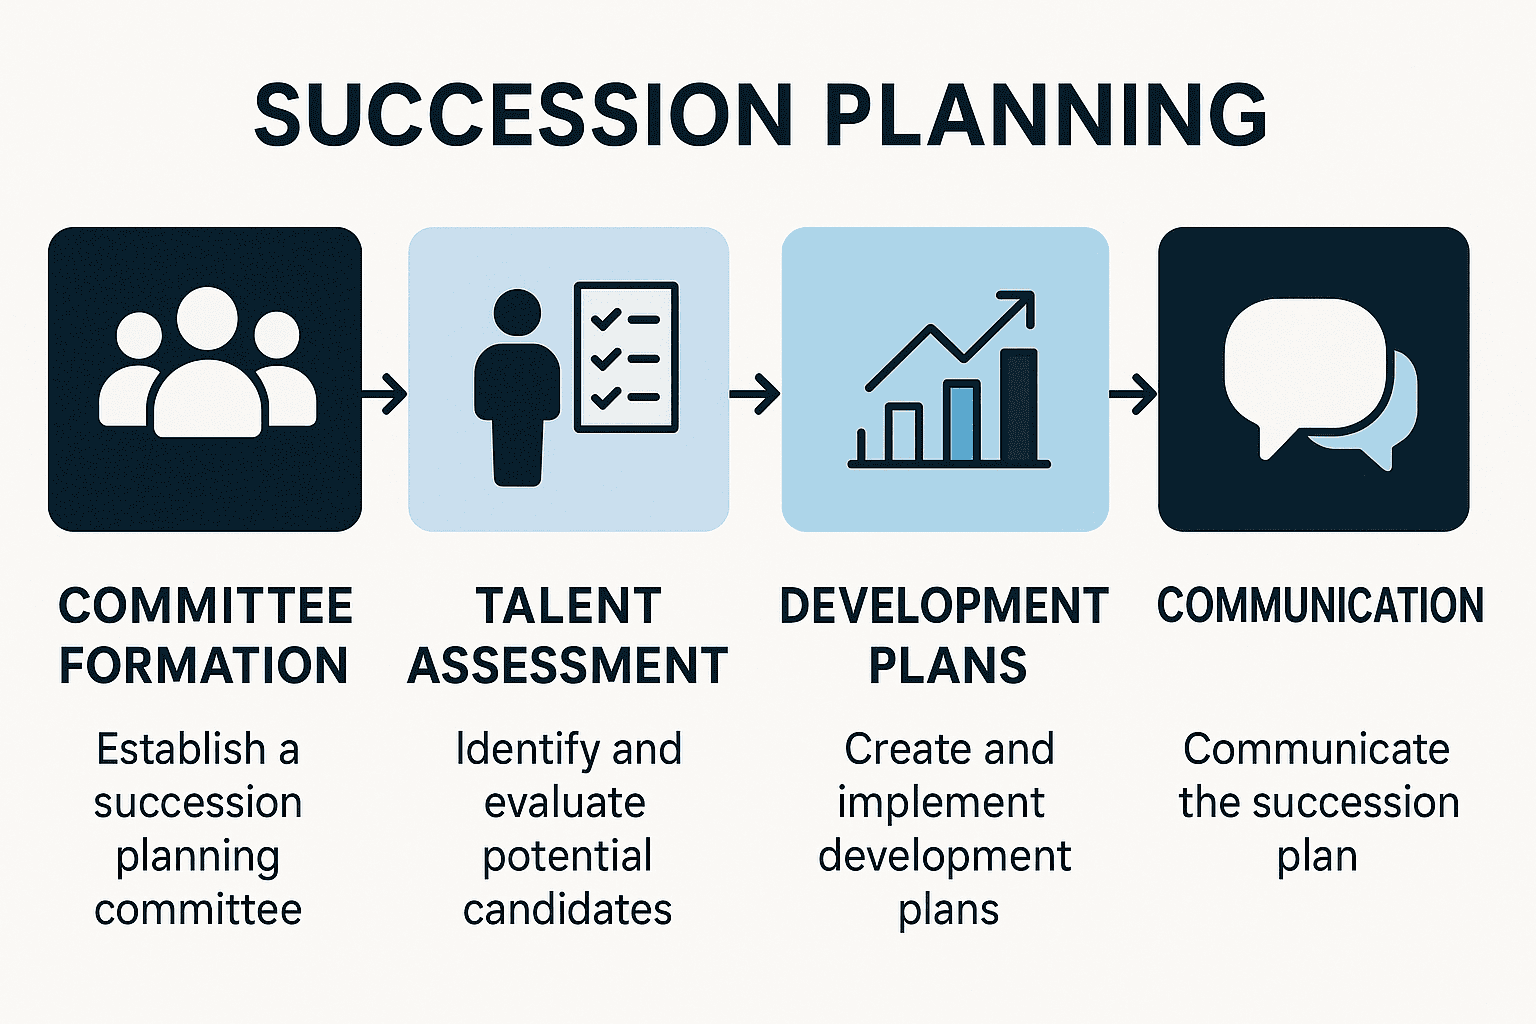 SUCCESSION PLANNING
COMMITTEE
FORMATION
Establish a
succession
planning
committee
TALENT
ASSESSMENT
Identify and
evaluate
potential
candidates
DEVELOPMENT
PLANS
Create and
implement
development
plans
COMMUNICATION
Communicate
the succession
plan